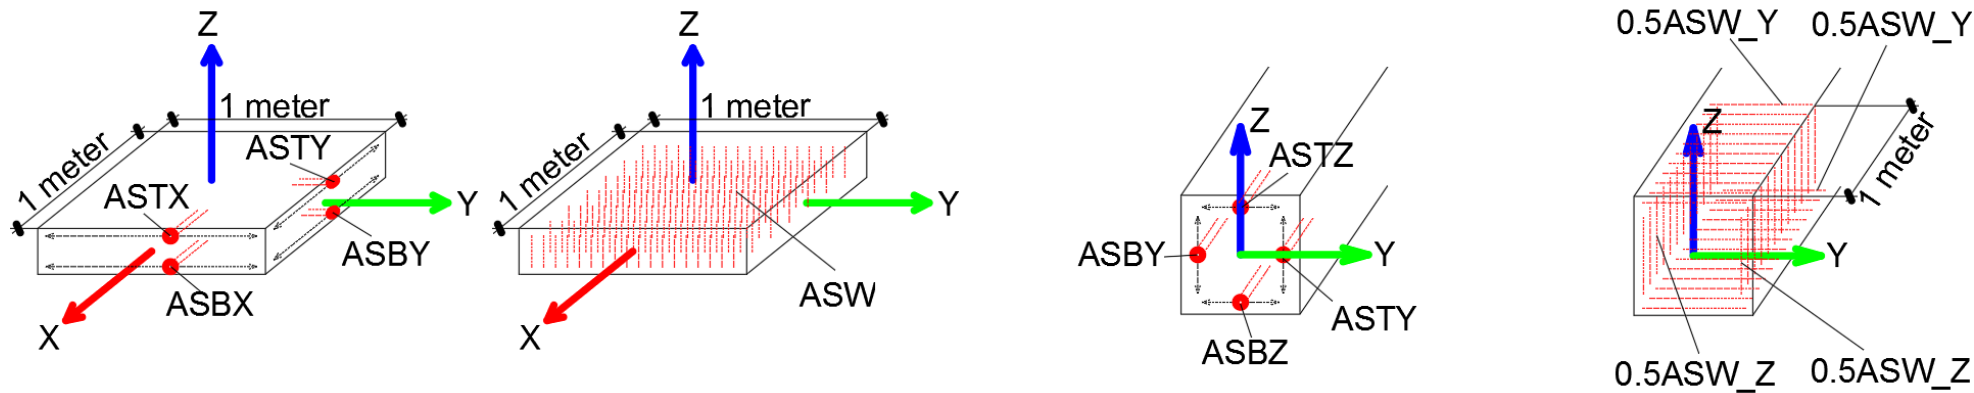 Z
1 meter
1 meter
ASTY
ASTX
Y
ASBY
ASBX
X
Z
1 meter
1 meter
Y
ASW
X
Z
ASTZ
ASBY
Y
ASTY
ASBZ
0.5ASW_Y
0.5ASW_Y
Z
1 meter
Y
0.5ASW_Z
0.5ASW_Z